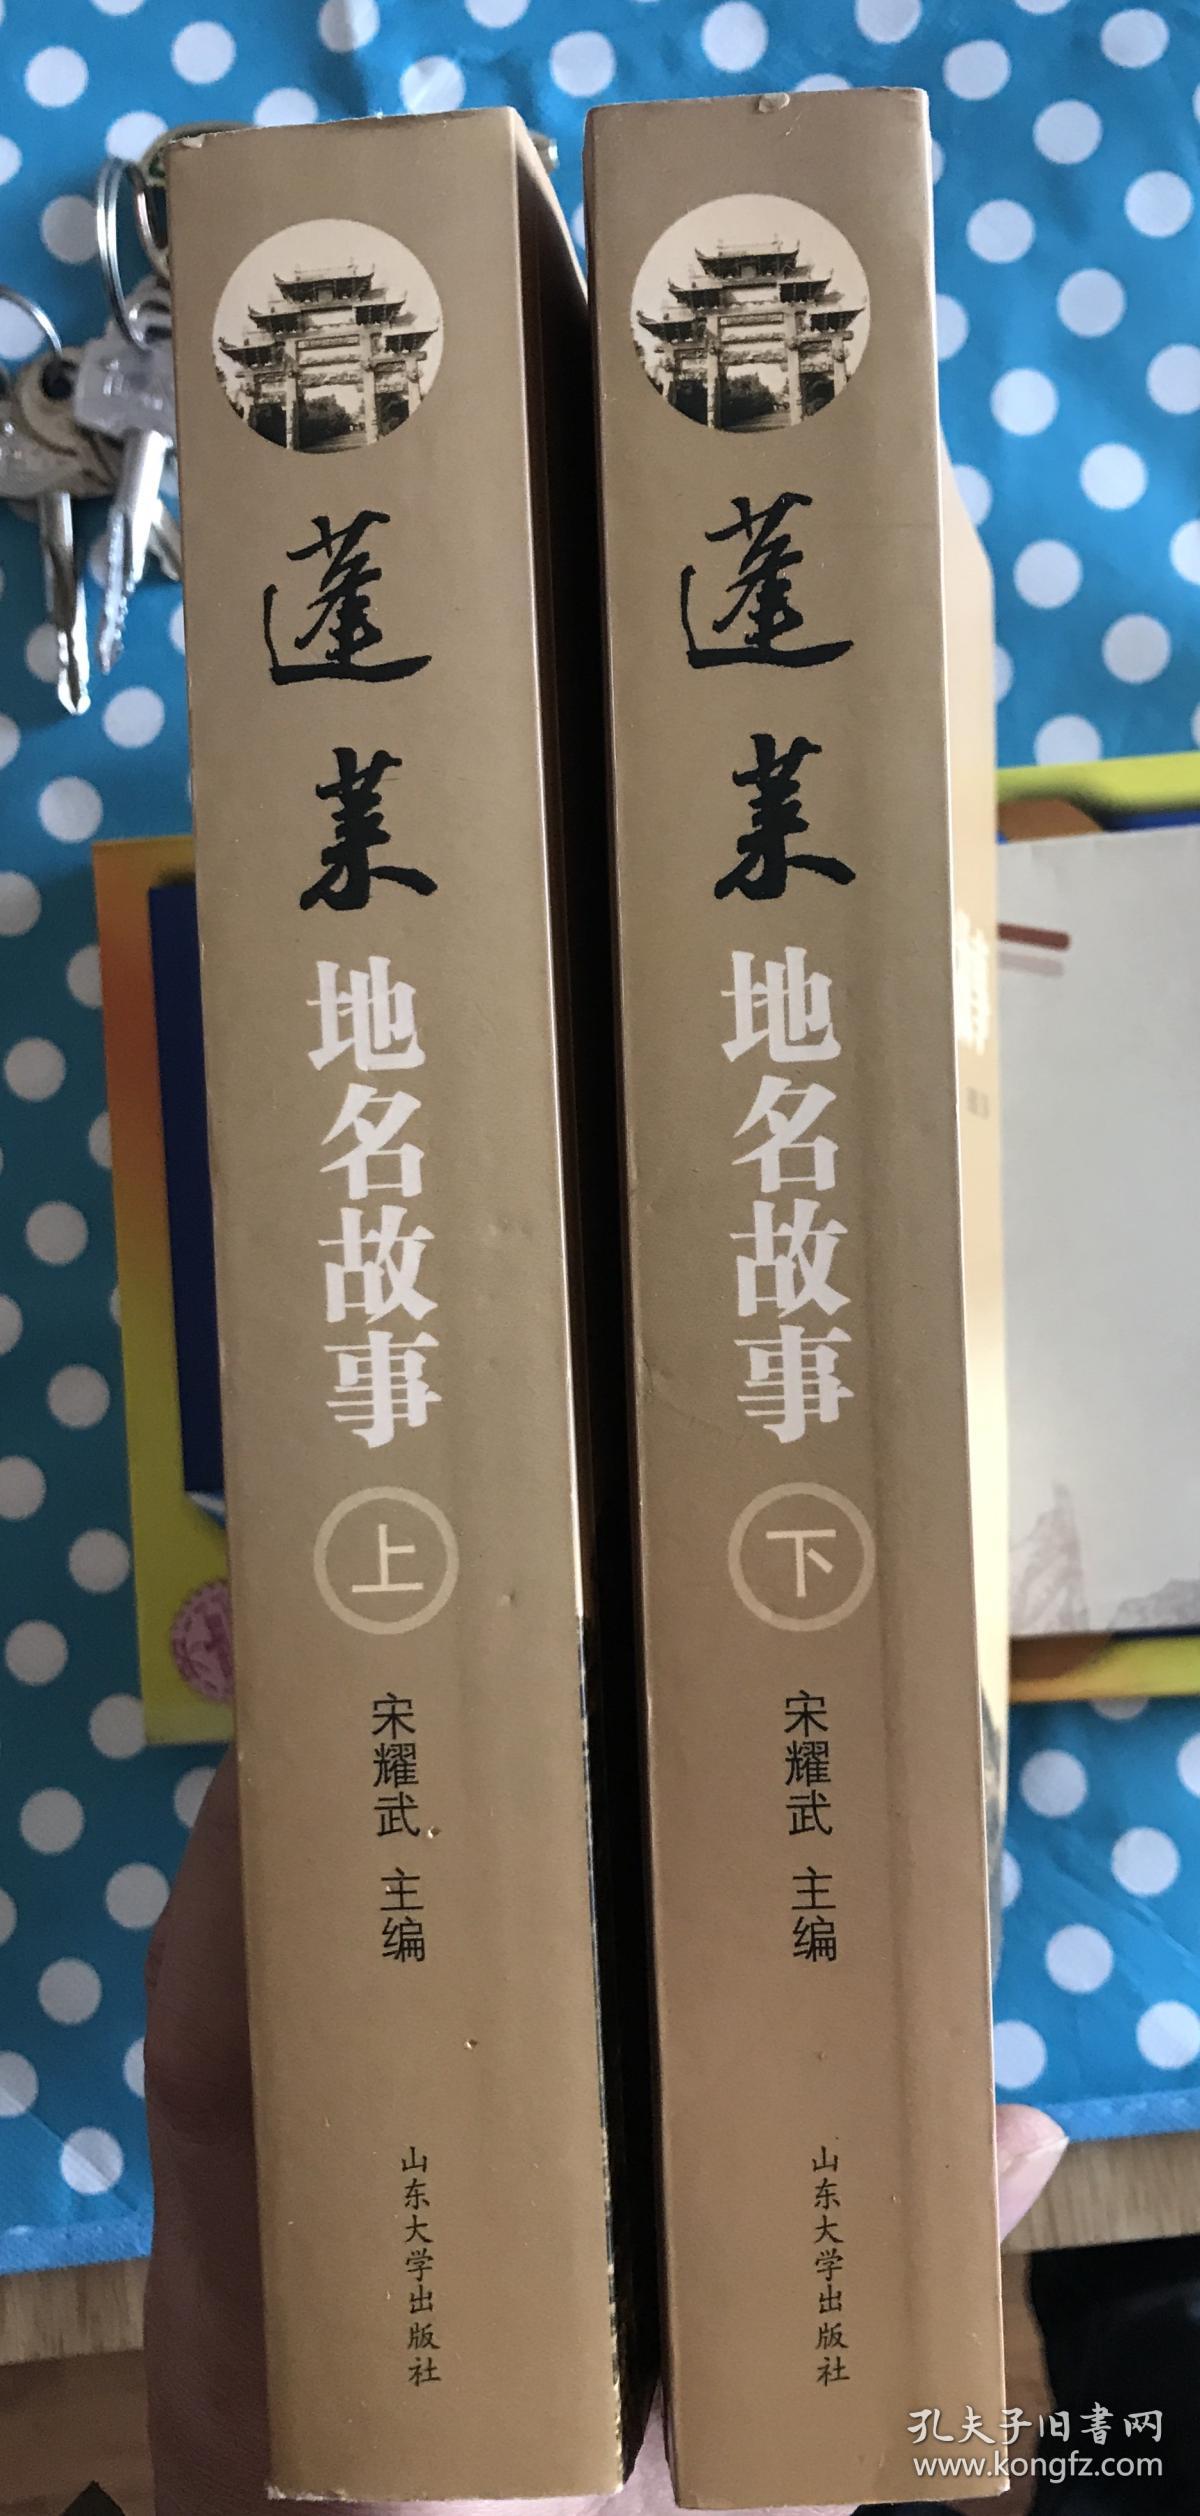 蓬莱
地名故事
上
宋耀武 主编
山东大学出版社
蓬莱
地名故事
下
宋耀武 主编
山东大学出版社
孔夫子旧書网
www.kongfz.com